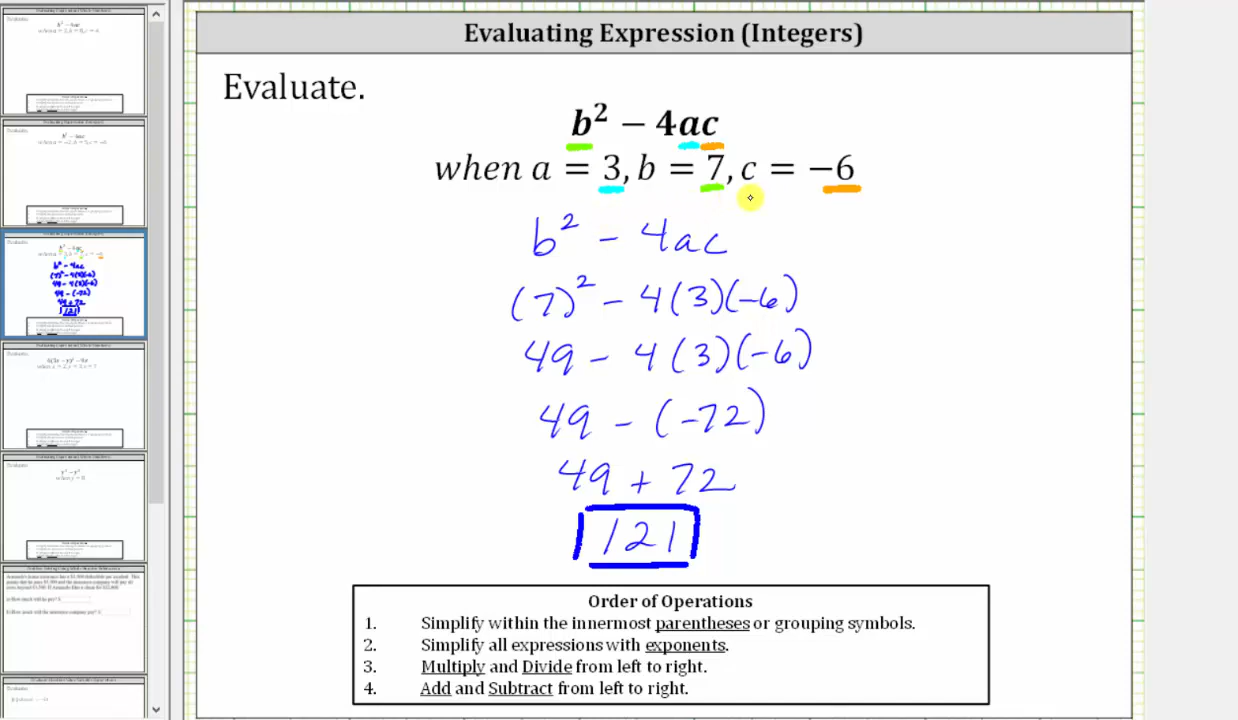 Evaluating Expression (Integers)
Evaluate.
b² − 4ac
when a = 3, b = 7, c = −6
b² − 4ac
(7)² − 4(3)(−6)
49 − 4(3)(−6)
49 − (−72)
49 + 72
121
Order of Operations
1. Simplify within the innermost parentheses or grouping symbols.
2. Simplify all expressions with exponents.
3. Multiply and Divide from left to right.
4. Add and Subtract from left to right.